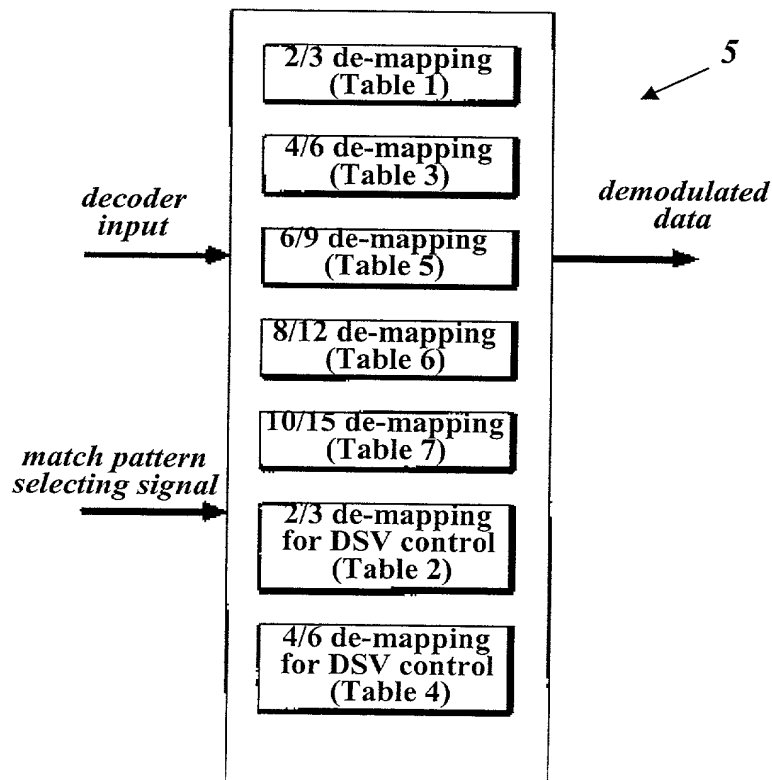 2/3 de-mapping
(Table 1)
5
4/6 de-mapping
(Table 3)
decoder
input
demodulated
data
6/9 de-mapping
(Table 5)
8/12 de-mapping
(Table 6)
10/15 de-mapping
(Table 7)
match pattern
selecting signal
2/3 de-mapping
for DSV control
(Table 2)
4/6 de-mapping
for DSV control
(Table 4)